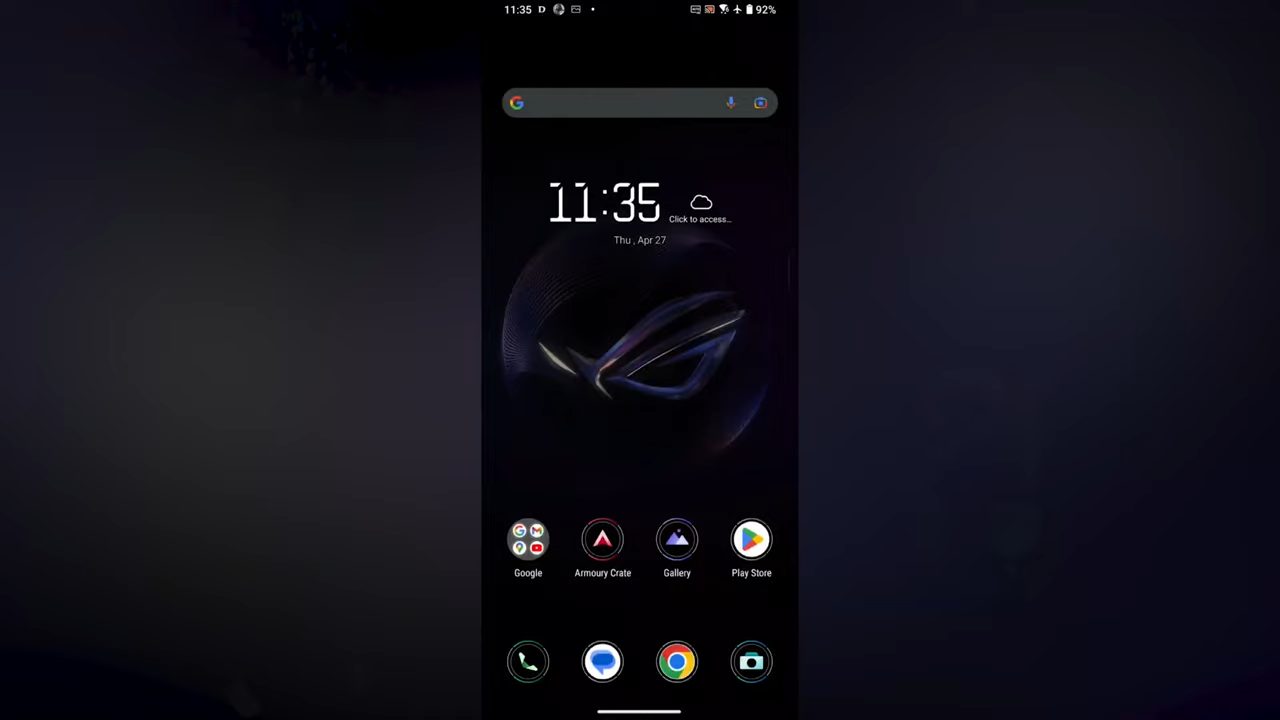 11:35 D 92%
11:35
Click to access...
Thu , Apr 27
Google Armoury Crate Gallery Play Store